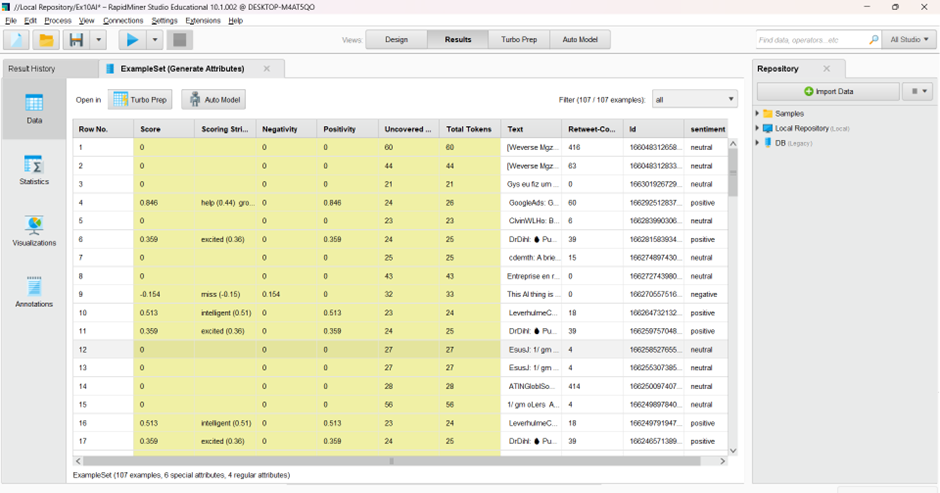 //Local Repository/Ex10AI* – RapidMiner Studio Educational 10.1.002 @ DESKTOP-M4AT5QO
File Edit Process View Connections Settings Extensions Help
Views: Design Results Turbo Prep Auto Model Find data, operators...etc All Studio
Result History ExampleSet (Generate Attributes) Repository
Open in Turbo Prep Auto Model Filter (107 / 107 examples): all Import Data
Data
Statistics
Visualizations
Annotations
Row No. Score Scoring Stri... Negativity Positivity Uncovered ... Total Tokens Text Retweet-Co... Id sentiment
1 0 0 0 60 60 [Weverse Mgz... 416 166048312658... neutral
2 0 0 0 44 44 [Weverse Mgz... 63 166048312833... neutral
3 0 0 0 21 21 Gys eu fiz um ... 0 166301926729... neutral
4 0.846 help (0.44) gro... 0 0.846 24 26 GoogleAds: G... 60 166292512837... positive
5 0 0 0 23 23 ClvinWLHo: B... 6 166283990306... neutral
6 0.359 excited (0.36) 0 0.359 24 25 DrDihl: Pu... 39 166281583934... positive
7 0 0 0 25 25 cdemth: A brie... 15 166274897430... neutral
8 0 0 0 43 43 Entreprise en r... 0 166272743980... neutral
9 -0.154 miss (-0.15) 0.154 0 32 33 This AI thing is ... 0 166270557516... negative
10 0.513 intelligent (0.51) 0 0.513 23 24 LeverhulmeC... 18 166264732132... positive
11 0.359 excited (0.36) 0 0.359 24 25 DrDihl: Pu... 39 166259757048... positive
12 0 0 0 27 27 EsusJ: 1/ gm ... 4 166258527655... neutral
13 0 0 0 27 27 EsusJ: 1/ gm ... 4 166255307385... neutral
14 0 0 0 28 28 ATINGloblSo... 414 166250097407... neutral
15 0 0 0 56 56 1/ gm oLers A... 4 166249897840... neutral
16 0.513 intelligent (0.51) 0 0.513 23 24 LeverhulmeC... 18 166249791947... positive
17 0.359 excited (0.36) 0 0.359 24 25 DrDihl: Pu... 39 166246571389... positive
ExampleSet (107 examples, 6 special attributes, 4 regular attributes)
Samples
Local Repository (Local)
DB (Legacy)